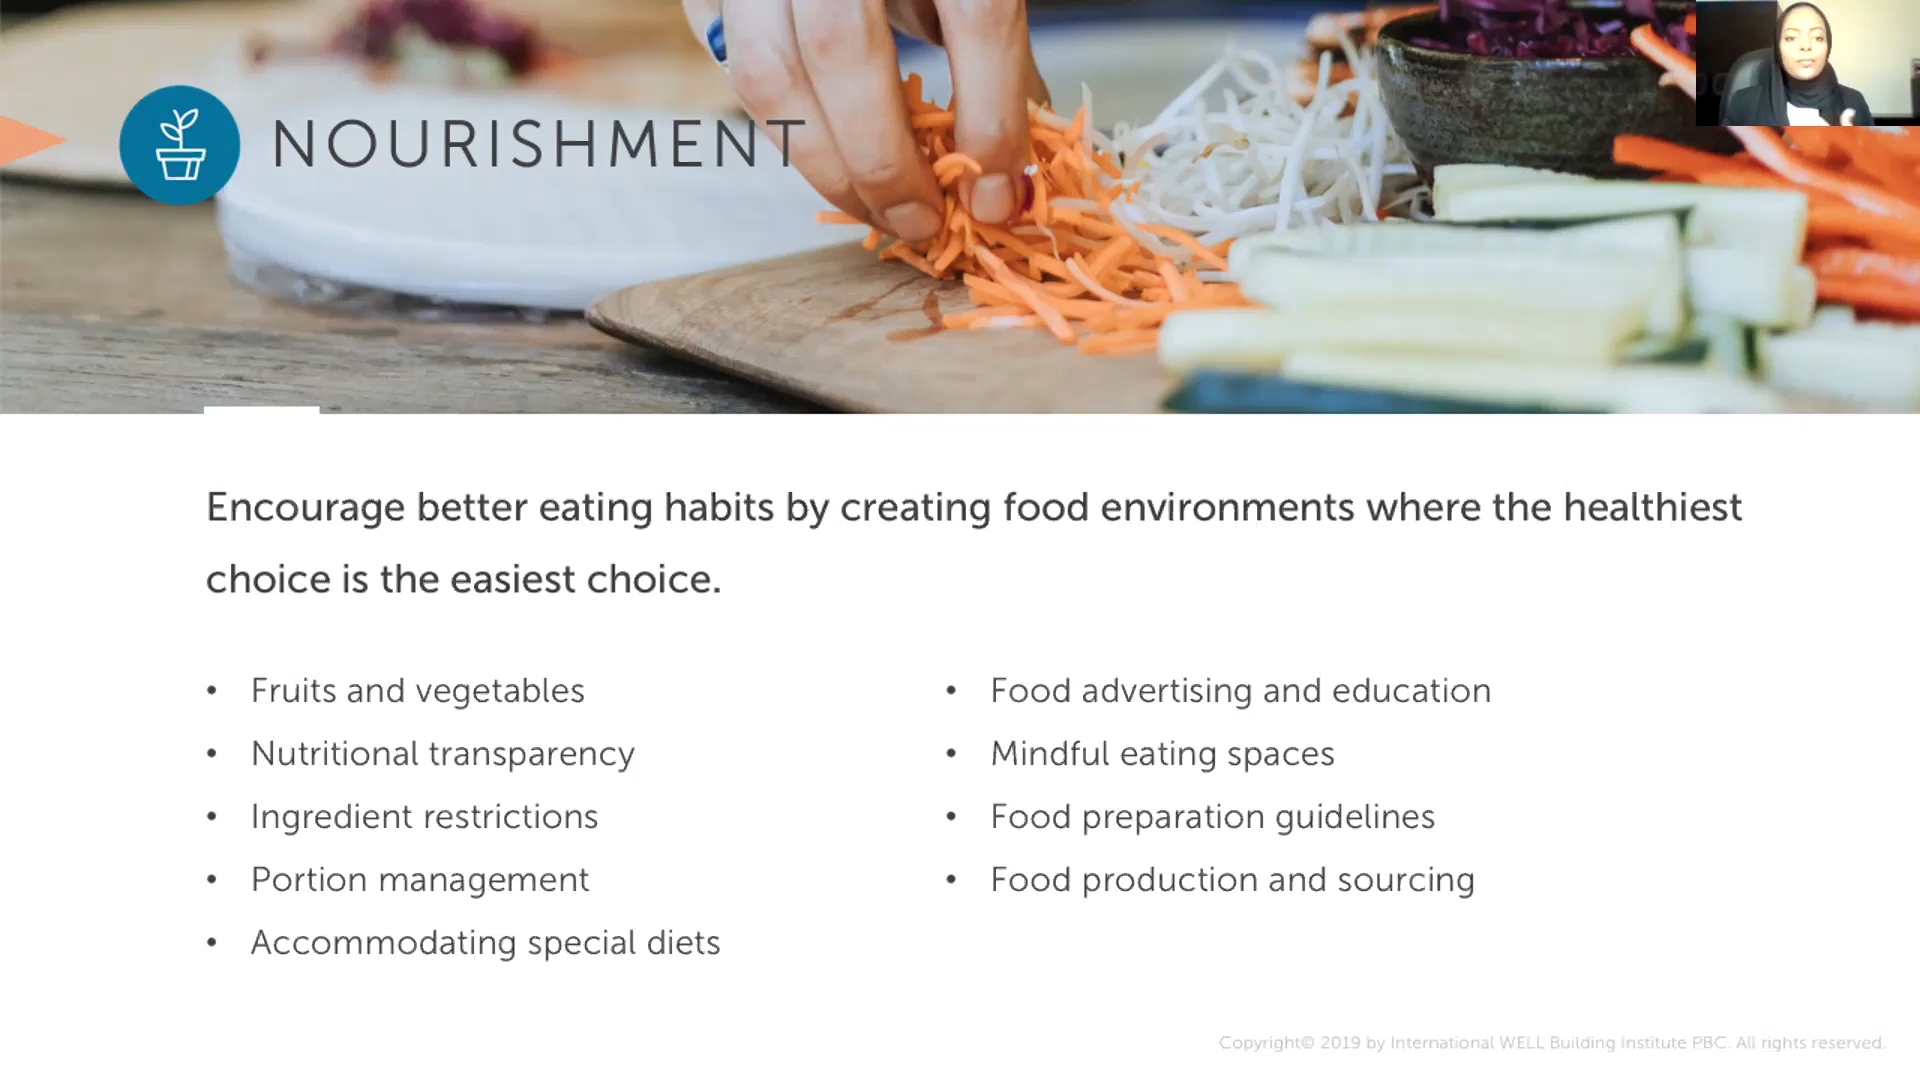 NOURISHMENT
Encourage better eating habits by creating food environments where the healthiest
choice is the easiest choice.
• Fruits and vegetables
• Nutritional transparency
• Ingredient restrictions
• Portion management
• Accommodating special diets
• Food advertising and education
• Mindful eating spaces
• Food preparation guidelines
• Food production and sourcing
Copyright© 2019 by International WELL Building Institute PBC. All rights reserved.